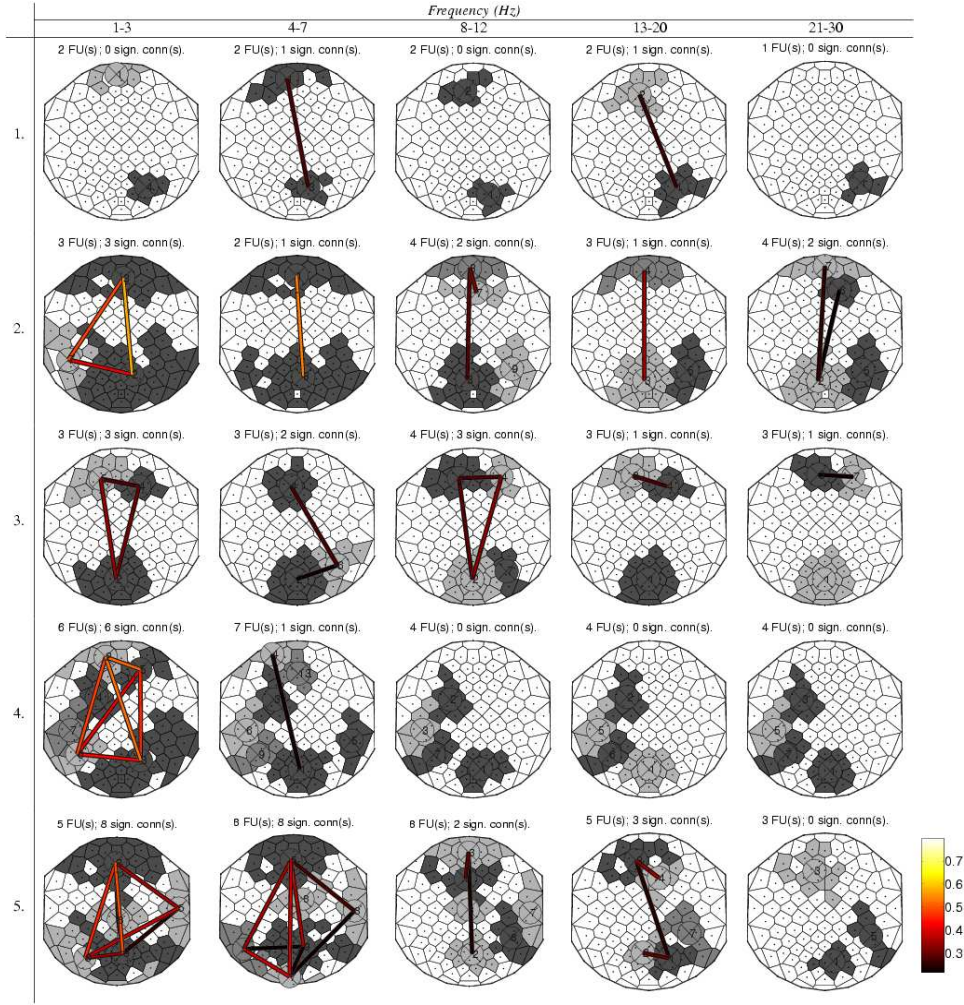 Frequency (Hz)
1-3 4-7 8-12 13-20 21-30
2 FU(s); 0 sign. conn(s). 2 FU(s); 1 sign. conn(s). 2 FU(s); 0 sign. conn(s). 2 FU(s); 1 sign. conn(s). 1 FU(s); 0 sign. conn(s).
1.
3 FU(s); 3 sign. conn(s). 2 FU(s); 1 sign. conn(s). 4 FU(s); 2 sign. conn(s). 3 FU(s); 1 sign. conn(s). 4 FU(s); 2 sign. conn(s).
2.
3 FU(s); 3 sign. conn(s). 3 FU(s); 2 sign. conn(s). 4 FU(s); 3 sign. conn(s). 3 FU(s); 1 sign. conn(s). 3 FU(s); 1 sign. conn(s).
3.
6 FU(s); 6 sign. conn(s). 7 FU(s); 1 sign. conn(s). 4 FU(s); 0 sign. conn(s). 4 FU(s); 0 sign. conn(s). 4 FU(s); 0 sign. conn(s).
4.
5 FU(s); 8 sign. conn(s). 6 FU(s); 8 sign. conn(s). 6 FU(s); 2 sign. conn(s). 5 FU(s); 3 sign. conn(s). 3 FU(s); 0 sign. conn(s).
5.
0.7
0.6
0.5
0.4
0.3